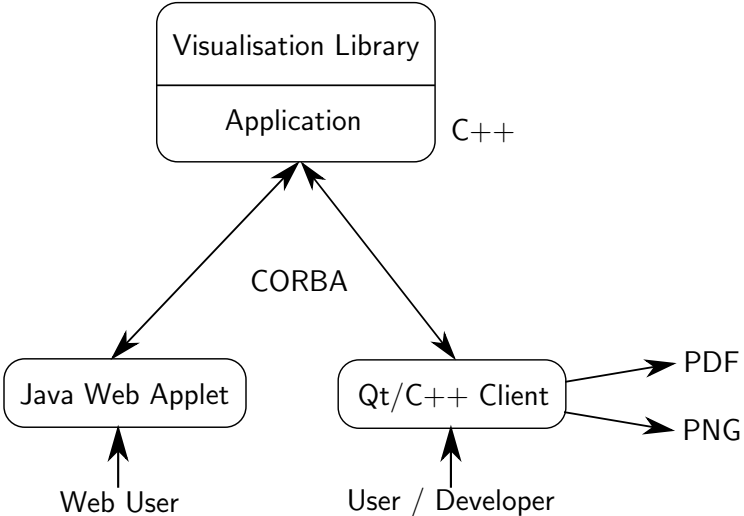 Visualisation Library
Application
C++
CORBA
Java Web Applet
Qt/C++ Client
PDF
PNG
Web User
User / Developer